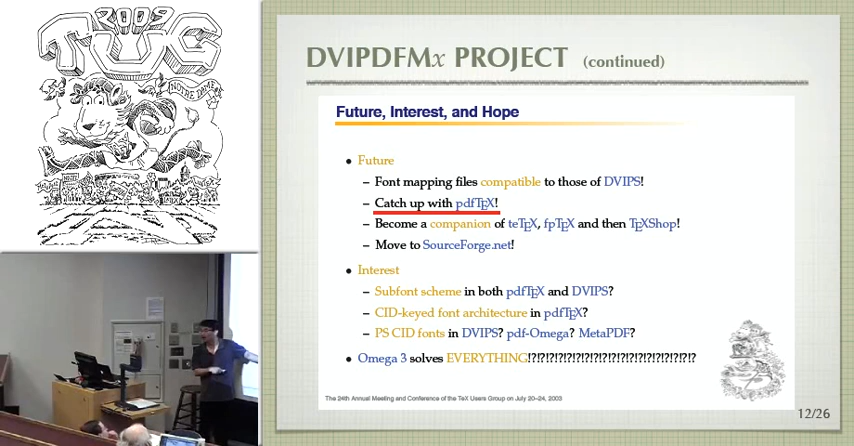 2009
TUG
NOTRE DAME
DVIPDFMx PROJECT (continued)
Future, Interest, and Hope
• Future
– Font mapping files compatible to those of DVIPS!
– Catch up with pdfTEX!
– Become a companion of teTEX, fpTEX and then TEXShop!
– Move to SourceForge.net!
• Interest
– Subfont scheme in both pdfTEX and DVIPS?
– CID-keyed font architecture in pdfTEX?
– PS CID fonts in DVIPS? pdf-Omega? MetaPDF?
• Omega 3 solves EVERYTHING!?!?!?!?!?!?!?!?!?!?!?!?!?!?!?!?!?!?
The 24th Annual Meeting and Conference of the TeX Users Group on July 20–24, 2003
12/26